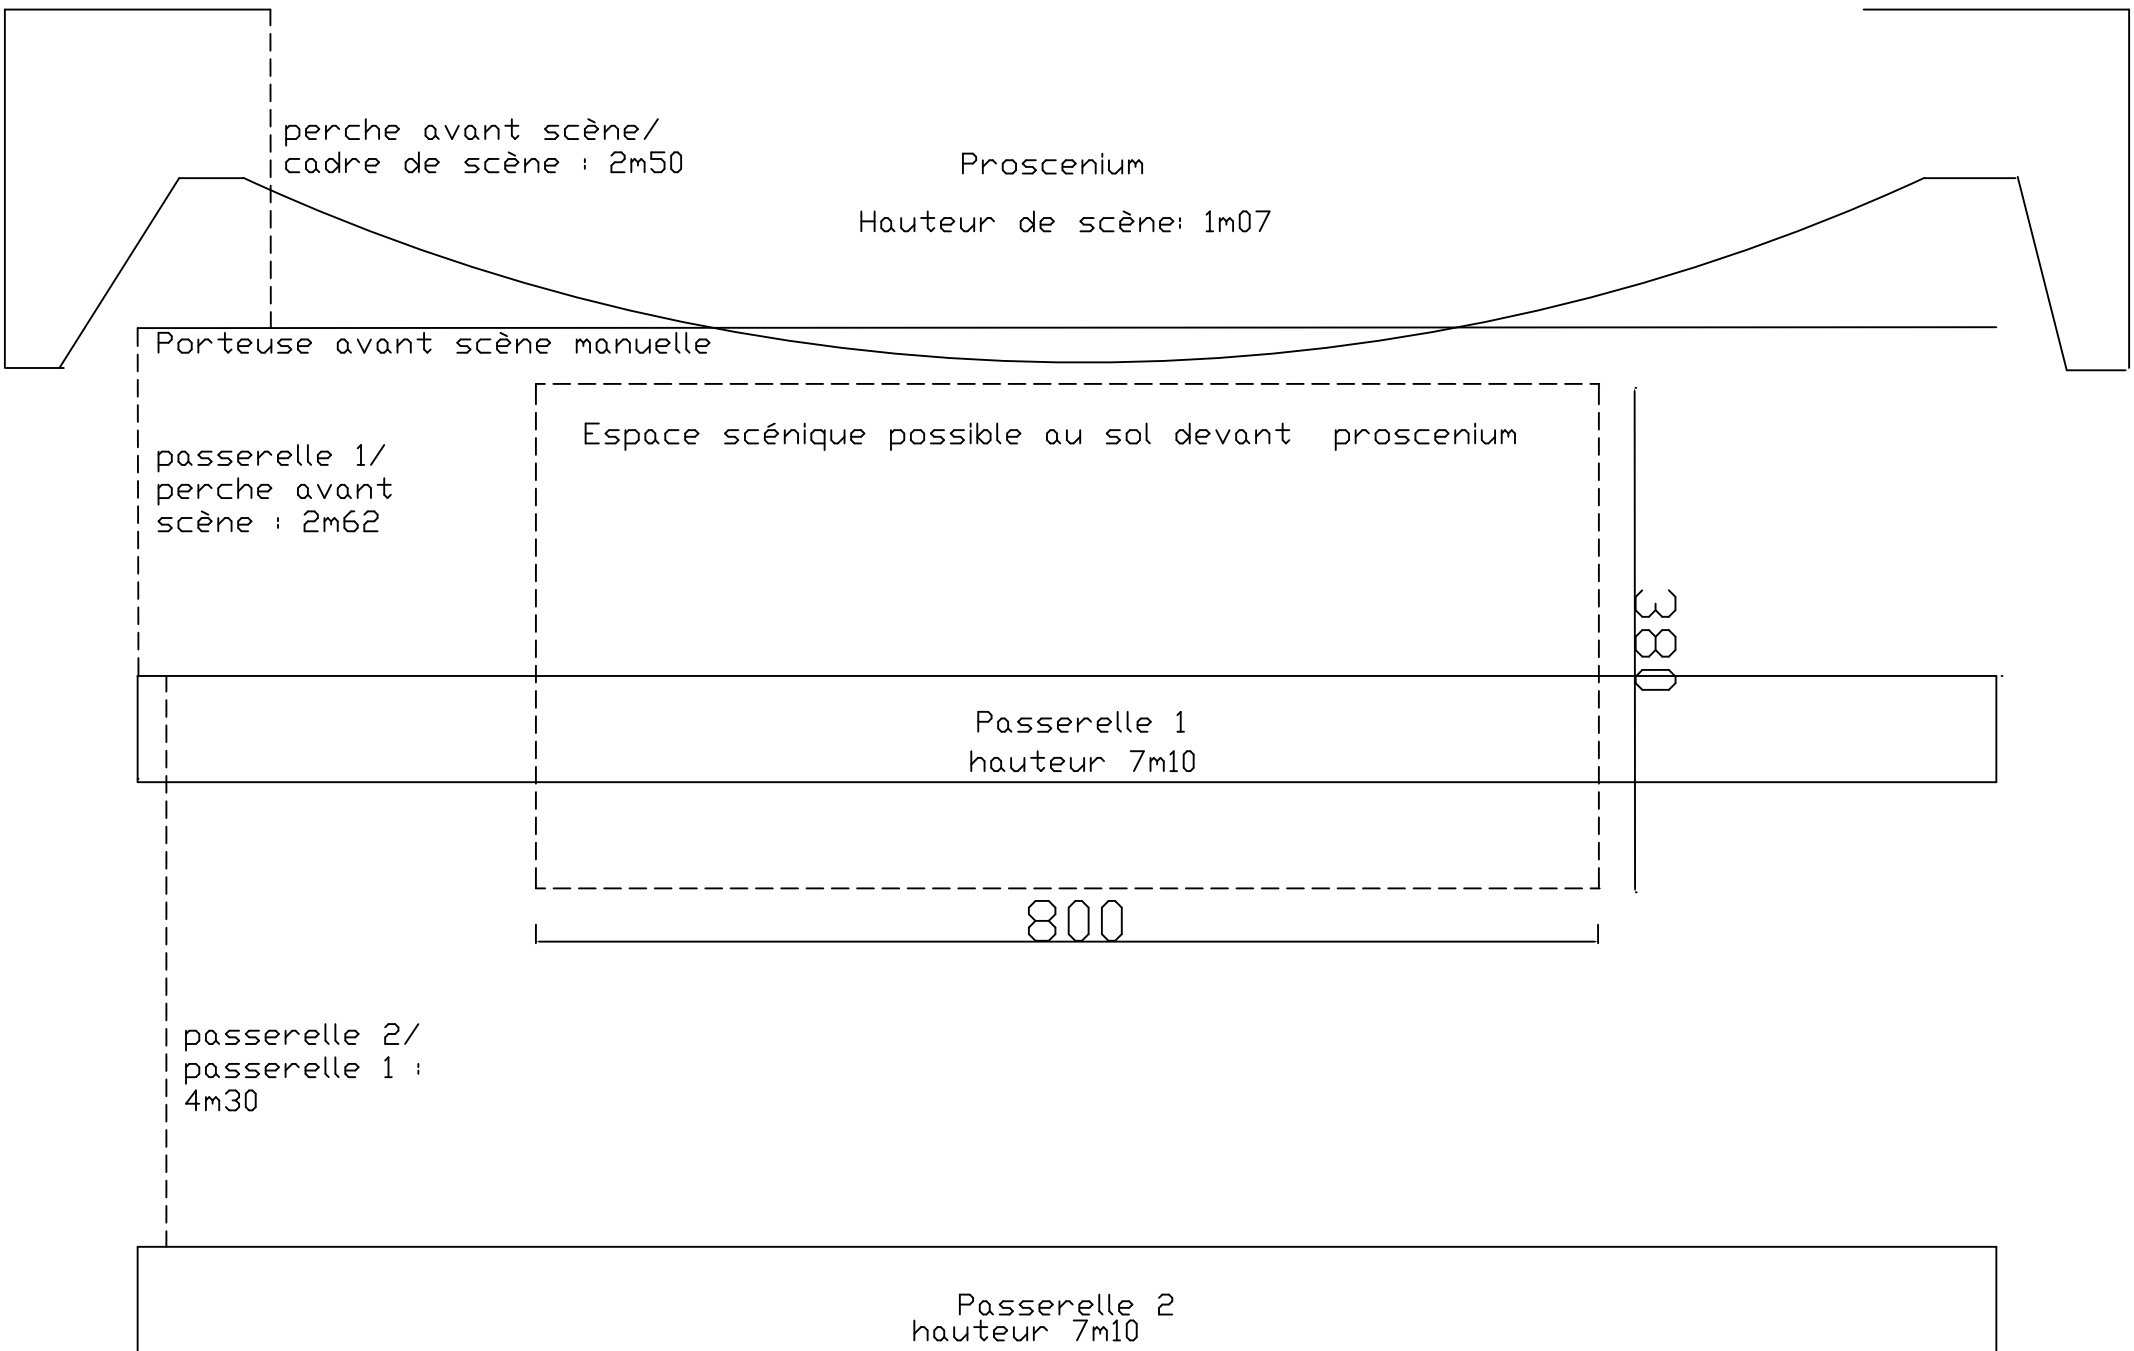 perche avant scène/
cadre de scène : 2m50
Proscenium
Hauteur de scène: 1m07
Porteuse avant scène manuelle
Espace scénique possible au sol devant proscenium
passerelle 1/
perche avant
scène : 2m62
380
Passerelle 1
hauteur 7m10
800
passerelle 2/
passerelle 1 :
4m30
Passerelle 2
hauteur 7m10